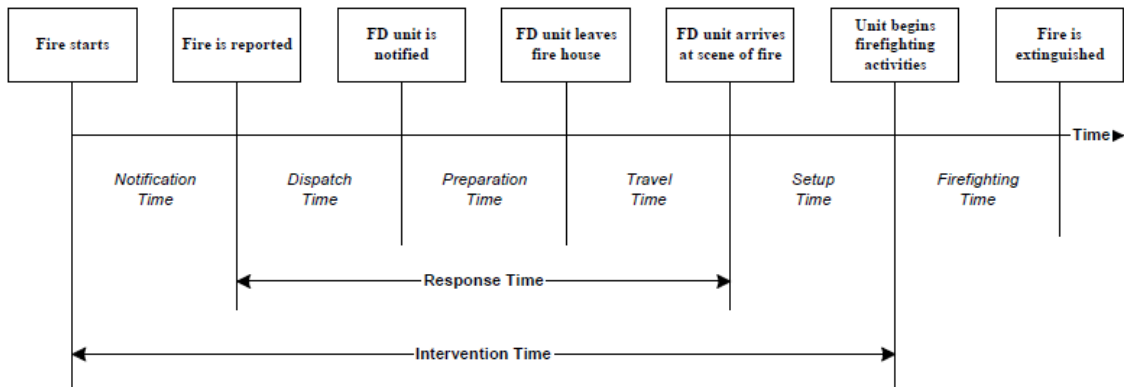 Fire starts
Fire is reported
FD unit is
notified
FD unit leaves
fire house
FD unit arrives
at scene of fire
Unit begins
firefighting
activities
Fire is
extinguished
Time
Notification
Time
Dispatch
Time
Preparation
Time
Travel
Time
Setup
Time
Firefighting
Time
Response Time
Intervention Time